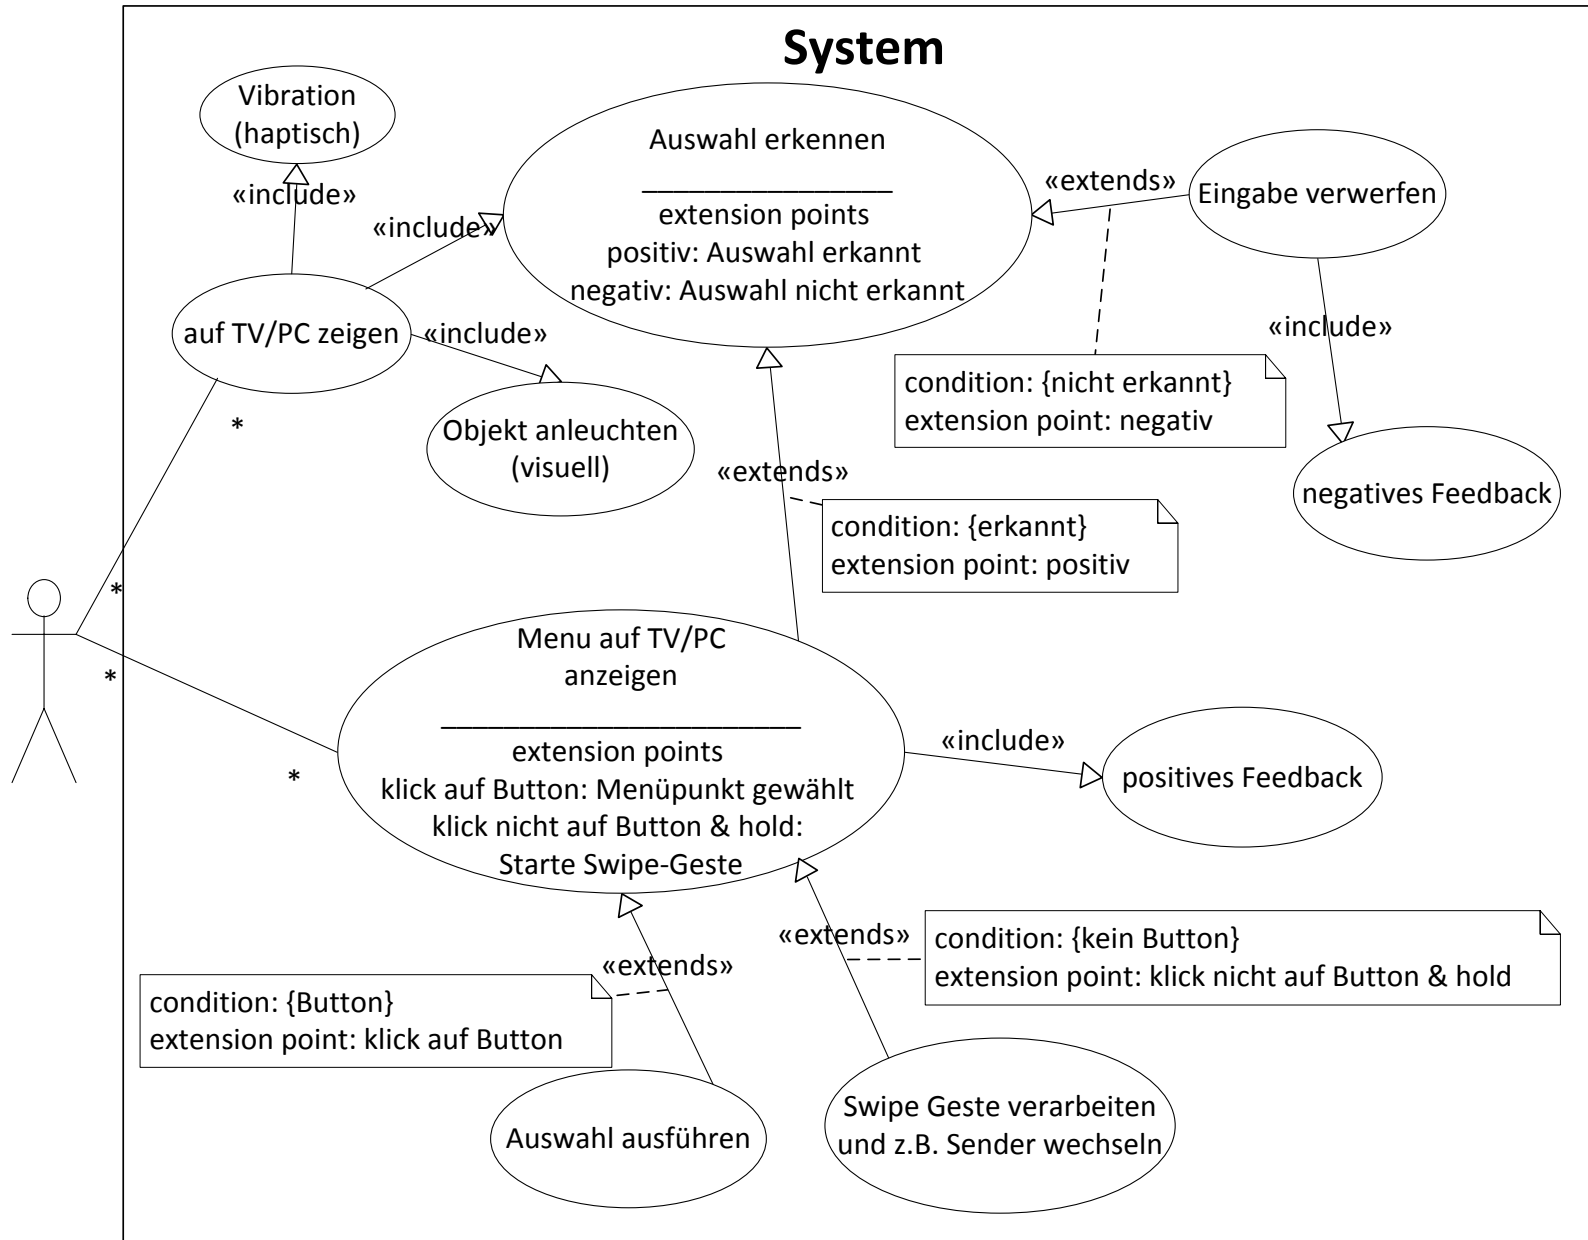 System
Vibration
(haptisch)
«include»
auf TV/PC zeigen
«include»
«include»
Objekt anleuchten
(visuell)
Auswahl erkennen
________________
extension points
positiv: Auswahl erkannt
negativ: Auswahl nicht erkannt
«extends»
Eingabe verwerfen
«include»
negatives Feedback
condition: {nicht erkannt}
extension point: negativ
«extends»
condition: {erkannt}
extension point: positiv
*
*
*
*
Menu auf TV/PC
anzeigen
_______________________
extension points
klick auf Button: Menüpunkt gewählt
klick nicht auf Button & hold:
Starte Swipe-Geste
«include»
positives Feedback
«extends»
condition: {Button}
extension point: klick auf Button
«extends»
condition: {kein Button}
extension point: klick nicht auf Button & hold
Auswahl ausführen
Swipe Geste verarbeiten
und z.B. Sender wechseln